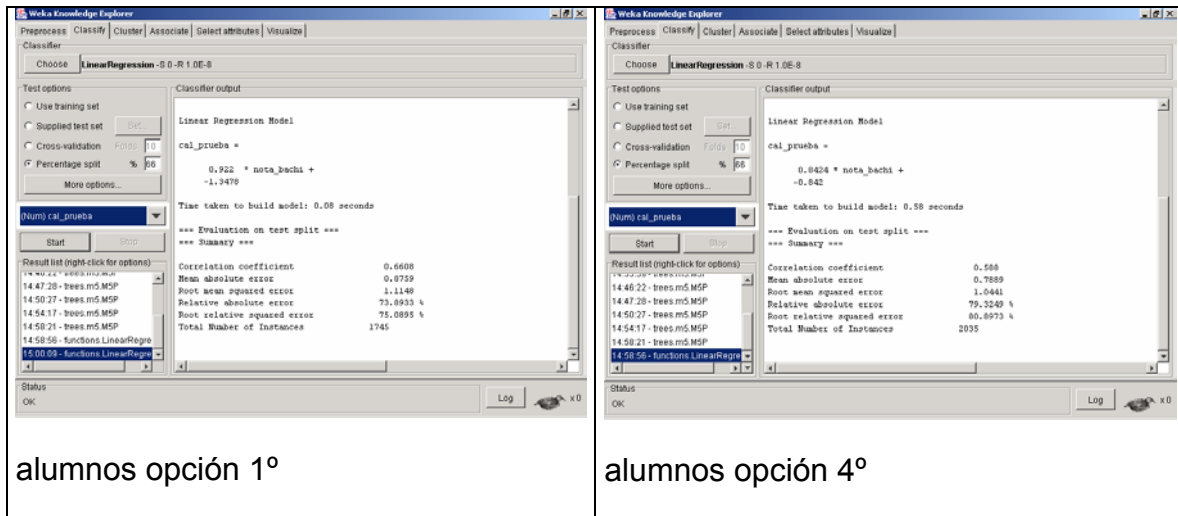 Weka Knowledge Explorer
Preprocess Classify Cluster Associate Select attributes Visualize
Classifier
Choose LinearRegression -S 0 -R 1.0E-8
Test options
Use training set
Supplied test set Set...
Cross-validation Folds 10
Percentage split % 66
More options...
(Num) cal_prueba
Start Stop
Result list (right-click for options)
14:46:22 - trees.m5.M5P
14:47:28 - trees.m5.M5P
14:50:27 - trees.m5.M5P
14:54:17 - trees.m5.M5P
14:58:21 - trees.m5.M5P
14:58:56 - functions.LinearRegre
15:00:09 - functions.LinearRegre
Classifier output
Linear Regression Model
cal_prueba =
0.922 * nota_bachi +
-1.3478
Time taken to build model: 0.08 seconds
=== Evaluation on test split ===
=== Summary ===
Correlation coefficient 0.6608
Mean absolute error 0.8759
Root mean squared error 1.1148
Relative absolute error 73.8933 %
Root relative squared error 75.0895 %
Total Number of Instances 1745
Status
OK
Log x 0
alumnos opción 1º
Weka Knowledge Explorer
Preprocess Classify Cluster Associate Select attributes Visualize
Classifier
Choose LinearRegression -S 0 -R 1.0E-8
Test options
Use training set
Supplied test set Set...
Cross-validation Folds 10
Percentage split % 66
More options...
(Num) cal_prueba
Start Stop
Result list (right-click for options)
14:46:22 - trees.m5.M5P
14:47:28 - trees.m5.M5P
14:50:27 - trees.m5.M5P
14:54:17 - trees.m5.M5P
14:58:21 - trees.m5.M5P
14:58:56 - functions.LinearRegre
Classifier output
Linear Regression Model
cal_prueba =
0.8424 * nota_bachi +
-0.842
Time taken to build model: 0.58 seconds
=== Evaluation on test split ===
=== Summary ===
Correlation coefficient 0.588
Mean absolute error 0.7889
Root mean squared error 1.0441
Relative absolute error 79.3249 %
Root relative squared error 80.8973 %
Total Number of Instances 2035
Status
OK
Log x 0
alumnos opción 4º